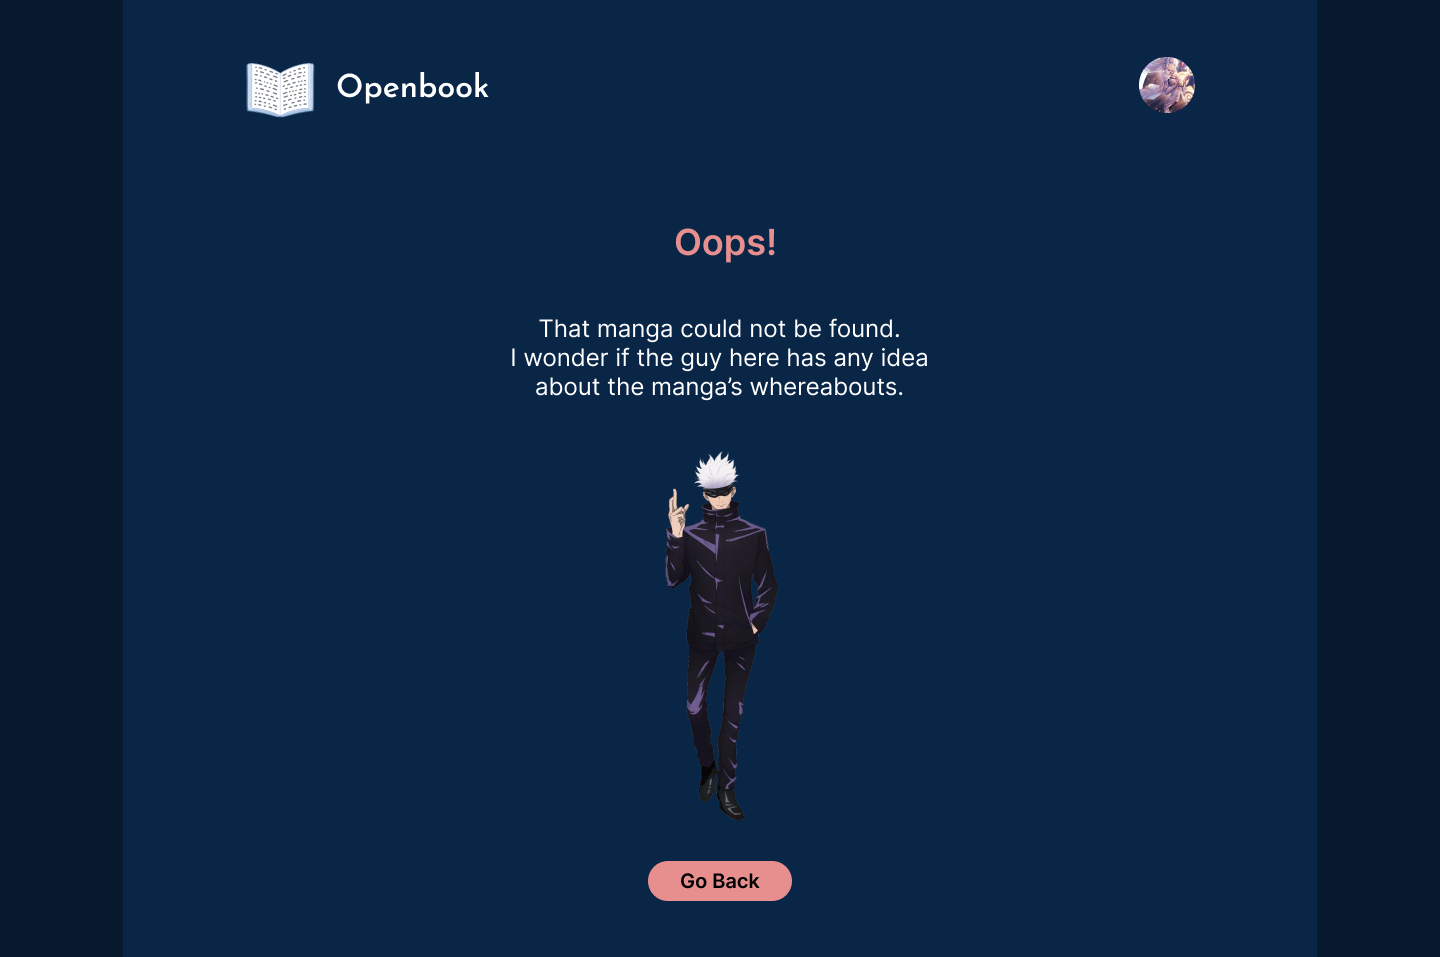 Openbook
Oops!
That manga could not be found.
I wonder if the guy here has any idea
about the manga’s whereabouts.
Go Back